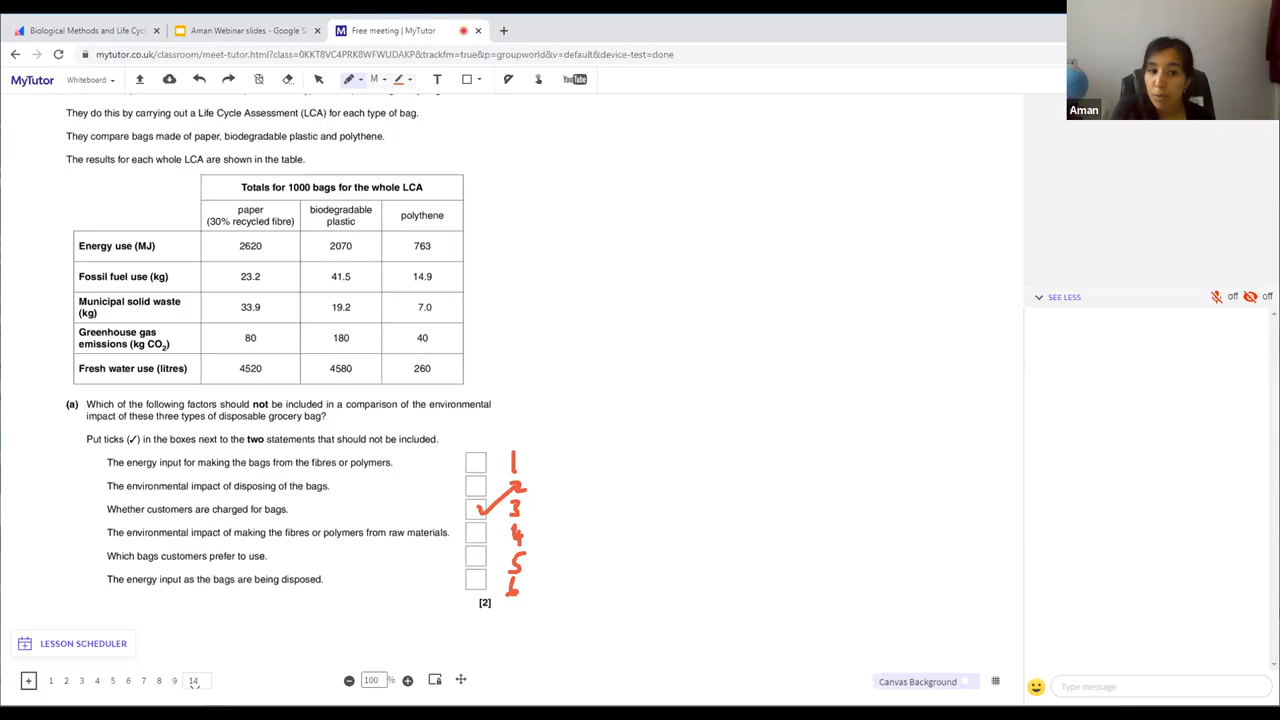 Biological Methods and Life Cyc
Aman Webinar slides - Google S
Free meeting | MyTutor
mytutor.co.uk/classroom/meet-tutor.html?class=0KKT8VC4PRK8WFWUDAKP&trackfm=true&p=groupworld&v=default&device-test=done
MyTutor
Whiteboard
M
T
YouTube
Aman
They do this by carrying out a Life Cycle Assessment (LCA) for each type of bag.
They compare bags made of paper, biodegradable plastic and polythene.
The results for each whole LCA are shown in the table.
Totals for 1000 bags for the whole LCA
paper (30% recycled fibre) biodegradable plastic polythene
Energy use (MJ) 2620 2070 763
Fossil fuel use (kg) 23.2 41.5 14.9
Municipal solid waste (kg) 33.9 19.2 7.0
Greenhouse gas emissions (kg CO2) 80 180 40
Fresh water use (litres) 4520 4580 260
(a) Which of the following factors should not be included in a comparison of the environmental
impact of these three types of disposable grocery bag?
Put ticks (✓) in the boxes next to the two statements that should not be included.
The energy input for making the bags from the fibres or polymers. 1
The environmental impact of disposing of the bags. 2
Whether customers are charged for bags. ✓ 3
The environmental impact of making the fibres or polymers from raw materials. 4
Which bags customers prefer to use. 5
The energy input as the bags are being disposed. 6
[2]
SEE LESS
off off
LESSON SCHEDULER
1 2 3 4 5 6 7 8 9 14
100 %
Canvas Background
Type message